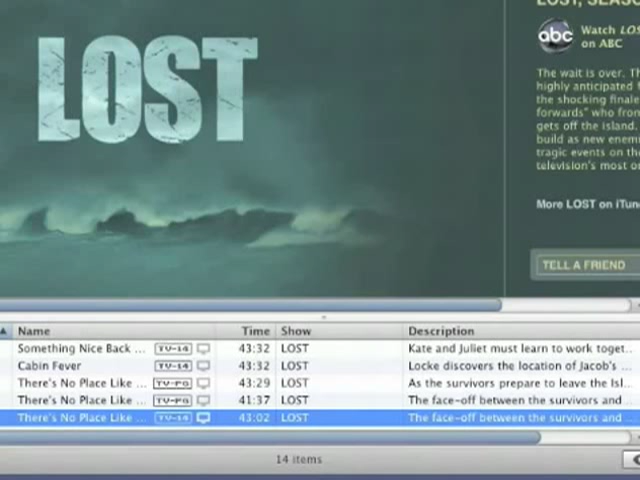 LOST, SEASO
LOST
abc
Watch LOS
on ABC
The wait is over. Th
highly anticipated f
the shocking finale
forwards" who from
gets off the island.
build as new enem
tragic events on the
television's most o
More LOST on iTun
TELL A FRIEND
Name Time Show Description
Something Nice Back ... TV-14 43:32 LOST Kate and Juliet must learn to work toget...
Cabin Fever TV-14 43:32 LOST Locke discovers the location of Jacob's ...
There's No Place Like ... TV-PG 43:29 LOST As the survivors prepare to leave the Isl...
There's No Place Like ... TV-PG 41:37 LOST The face-off between the survivors and ...
There's No Place Like ... TV-14 43:02 LOST The face-off between the survivors and ...
14 items